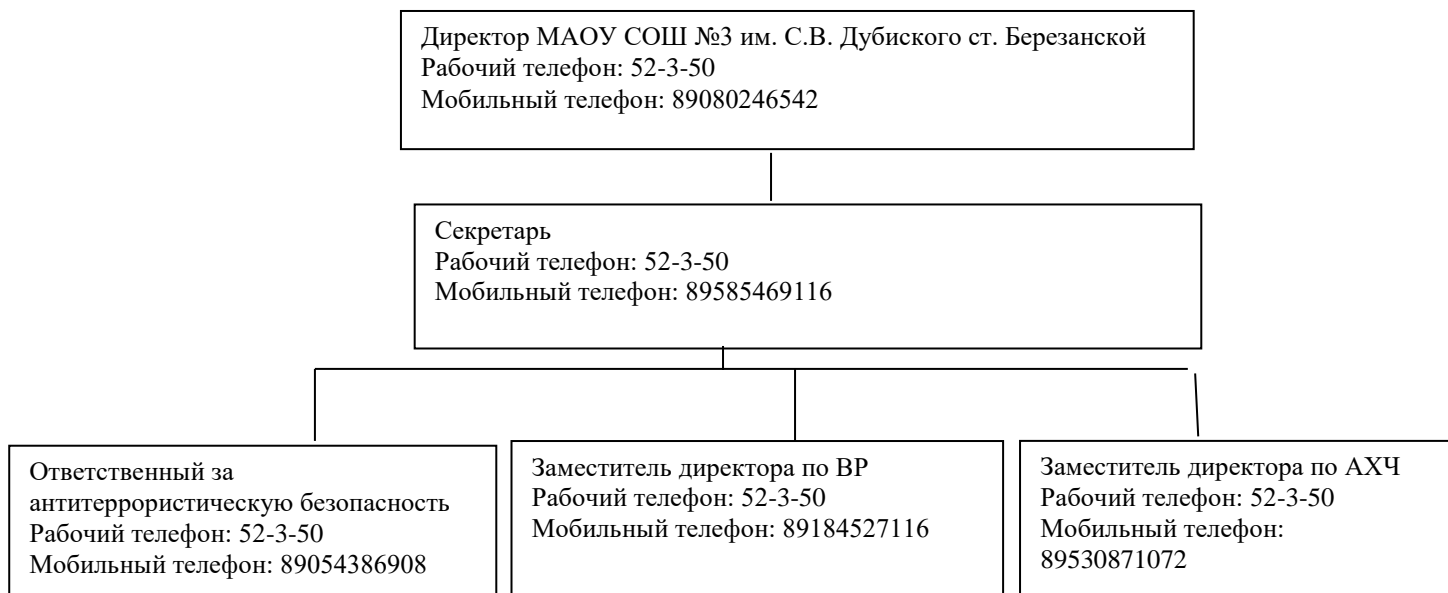 Директор МАОУ СОШ №3 им. С.В. Дубиского ст. Березанской
Рабочий телефон: 52-3-50
Мобильный телефон: 89080246542
Секретарь
Рабочий телефон: 52-3-50
Мобильный телефон: 89585469116
Ответственный за
антитеррористическую безопасность
Рабочий телефон: 52-3-50
Мобильный телефон: 89054386908
Заместитель директора по ВР
Рабочий телефон: 52-3-50
Мобильный телефон: 89184527116
Заместитель директора по АХЧ
Рабочий телефон: 52-3-50
Мобильный телефон:
89530871072